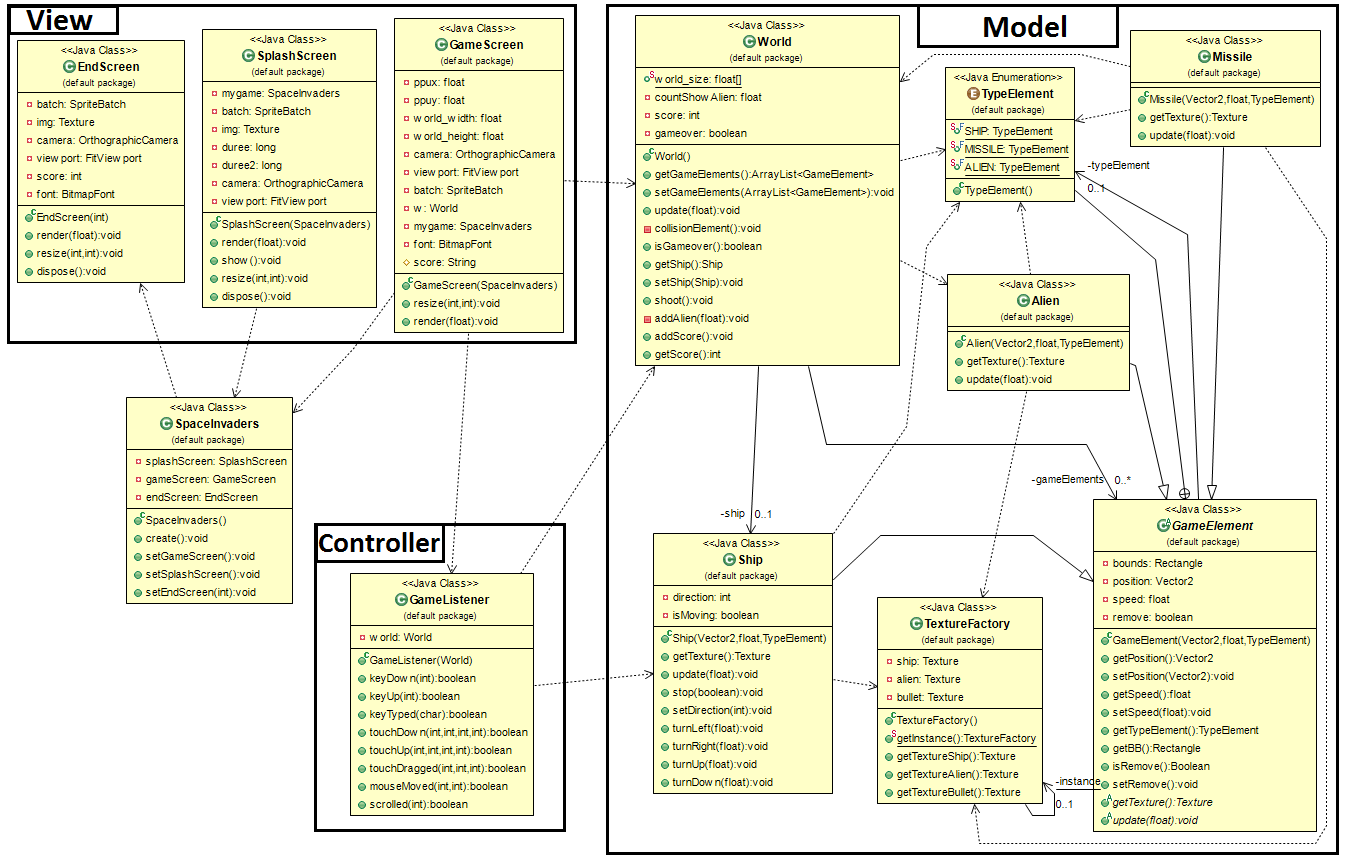 View
<<Java Class>>
EndScreen
(default package)
batch: SpriteBatch
img: Texture
camera: OrthographicCamera
view port: FitView port
score: int
font: BitmapFont
EndScreen(int)
render(float):void
resize(int,int):void
dispose():void
<<Java Class>>
SplashScreen
(default package)
mygame: SpaceInvaders
batch: SpriteBatch
img: Texture
duree: long
duree2: long
camera: OrthographicCamera
view port: FitView port
SplashScreen(SpaceInvaders)
render(float):void
show():void
resize(int,int):void
dispose():void
<<Java Class>>
GameScreen
(default package)
ppux: float
ppuy: float
world_width: float
world_height: float
camera: OrthographicCamera
view port: FitView port
batch: SpriteBatch
w: World
mygame: SpaceInvaders
font: BitmapFont
score: String
GameScreen(SpaceInvaders)
resize(int,int):void
render(float):void
<<Java Class>>
SpaceInvaders
(default package)
splashScreen: SplashScreen
gameScreen: GameScreen
endScreen: EndScreen
SpaceInvaders()
create():void
setGameScreen():void
setSplashScreen():void
setEndScreen(int):void
Controller
<<Java Class>>
GameListener
(default package)
world: World
GameListener(World)
keyDown(int):boolean
keyUp(int):boolean
keyTyped(char):boolean
touchDown(int,int,int,int):boolean
touchUp(int,int,int,int):boolean
touchDragged(int,int,int):boolean
mouseMoved(int,int):boolean
scrolled(int):boolean
Model
<<Java Class>>
World
(default package)
world_size: float[]
countShowAlien: float
score: int
gameover: boolean
World()
getGameElements():ArrayList<GameElement>
setGameElements(ArrayList<GameElement>):void
update(float):void
collisionElement():void
isGameover():boolean
getShip():Ship
setShip(Ship):void
shoot():void
addAlien(float):void
addScore():void
getScore():int
<<Java Enumeration>>
TypeElement
(default package)
SHIP: TypeElement
MISSILE: TypeElement
ALIEN: TypeElement
TypeElement()
<<Java Class>>
Missile
(default package)
Missile(Vector2,float,TypeElement)
getTexture():Texture
update(float):void
-typeElement
0..1
<<Java Class>>
Alien
(default package)
Alien(Vector2,float,TypeElement)
getTexture():Texture
update(float):void
-gameElements 0..*
-ship 0..1
<<Java Class>>
Ship
(default package)
direction: int
isMoving: boolean
Ship(Vector2,float,TypeElement)
getTexture():Texture
update(float):void
stop(boolean):void
setDirection(int):void
turnLeft(float):void
turnRight(float):void
turnUp(float):void
turnDown(float):void
<<Java Class>>
TextureFactory
(default package)
ship: Texture
alien: Texture
bullet: Texture
TextureFactory()
getInstance():TextureFactory
getTextureShip():Texture
getTextureAlien():Texture
getTextureBullet():Texture
-instance
0..1
<<Java Class>>
GameElement
(default package)
bounds: Rectangle
position: Vector2
speed: float
remove: boolean
GameElement(Vector2,float,TypeElement)
getPosition():Vector2
setPosition(Vector2):void
getSpeed():float
setSpeed(float):void
getTypeElement():TypeElement
getBB():Rectangle
isRemove():Boolean
setRemove():void
getTexture():Texture
update(float):void